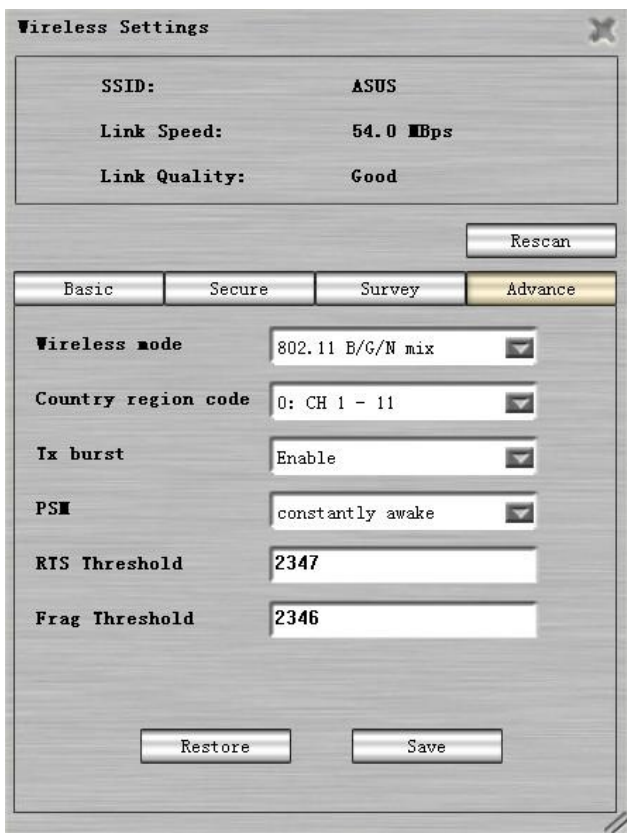 Wireless Settings
SSID: ASUS
Link Speed: 54.0 MBps
Link Quality: Good
Rescan
Basic Secure Survey Advance
Wireless mode 802.11 B/G/N mix
Country region code 0: CH 1 - 11
Tx burst Enable
PSM constantly awake
RTS Threshold 2347
Frag Threshold 2346
Restore Save